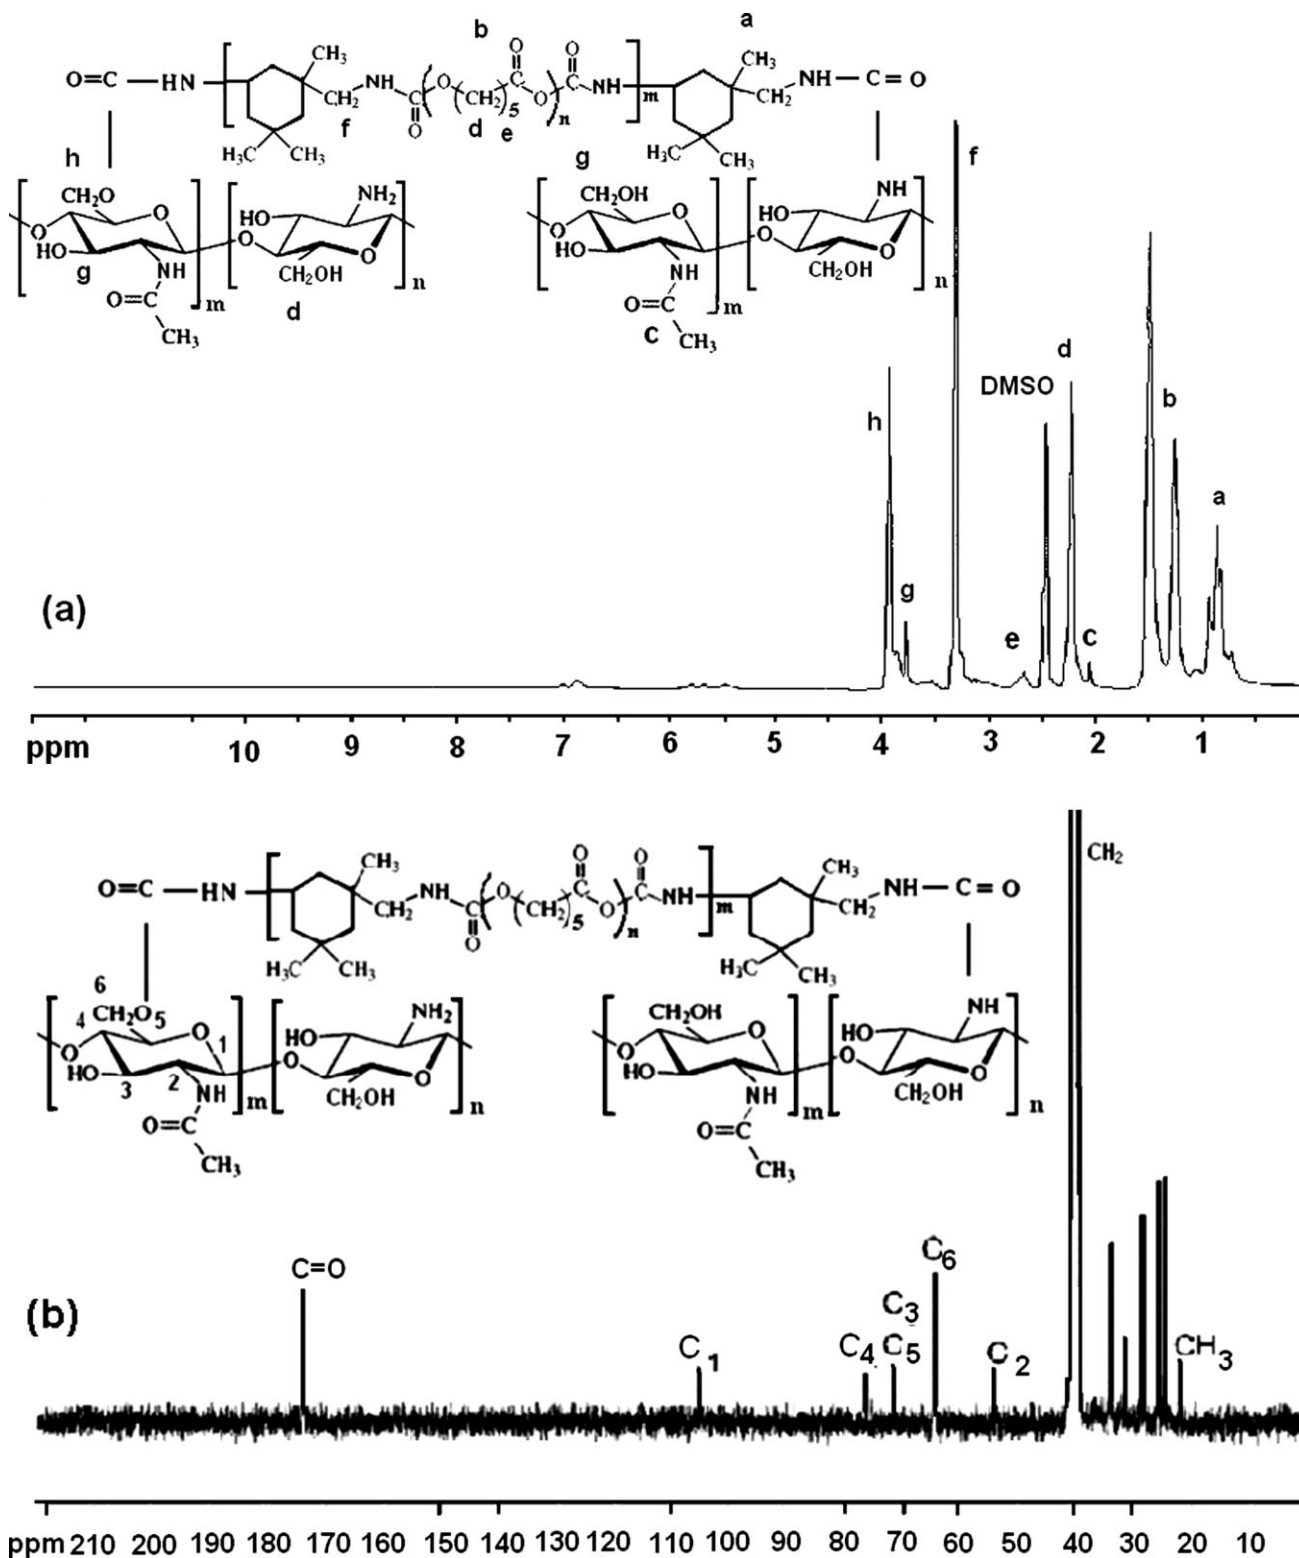 b
a
O CH₃ O O CH₃
O=C — HN NH C O (CH₂)₅ C O C NH m NH — C = O
CH₂ O n CH₂
f d e
H₃C CH₃ H₃C CH₃
h g f
CH₂O NH₂ CH₂OH NH
O O HO O O HO
HO O O HO O O
g NH CH₂OH n NH CH₂OH n
O=C m d O=C m
CH₃ C CH₃
d
DMSO
b
h
a
g
(a)
e c
ppm 10 9 8 7 6 5 4 3 2 1
CH₂
O CH₃ O O CH₃
O=C — HN NH C O (CH₂)₅ C O C NH m NH — C = O
CH₂ O n CH₂
H₃C CH₃ H₃C CH₃
6
CH₂O 5 NH₂ CH₂OH NH
4 O 1 HO O HO
O O O O
HO 3 2 NH m CH₂OH O n HO NH m CH₂OH O n
O=C O=C
CH₃ CH₃
C=O
C₆
(b)
C₃
C₁ C₄ C₅ C₂ CH₃
ppm 210 200 190 180 170 160 150 140 130 120 110 100 90 80 70 60 50 40 30 20 10